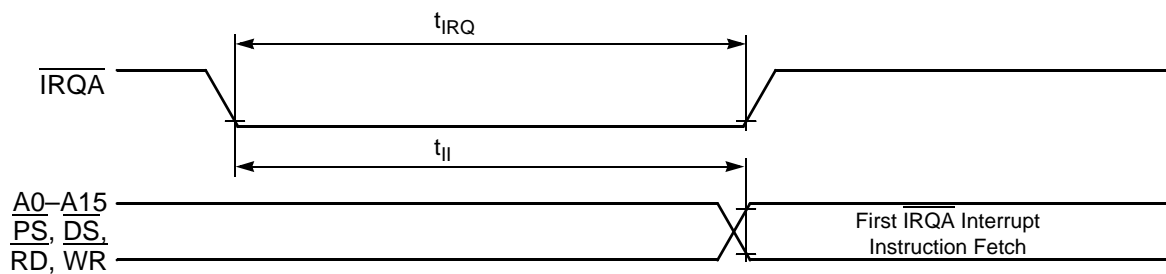 tIRQ
IRQA
tII
A0–A15
PS, DS,
RD, WR
First IRQA Interrupt
Instruction Fetch